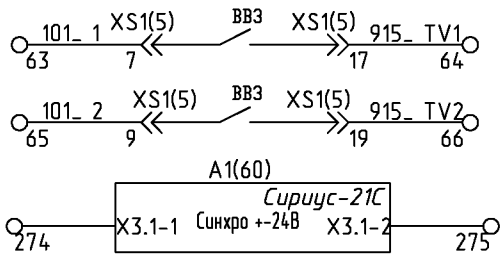 XS1(5) ВВЭ XS1(5)
101_ 1 915_ TV1
63 7 17 64
XS1(5) ВВЭ XS1(5)
101_ 2 915_ TV2
65 9 19 66
A1(60)
Сириус-21С
X3.1-1 Синхро +-24В X3.1-2
274 275